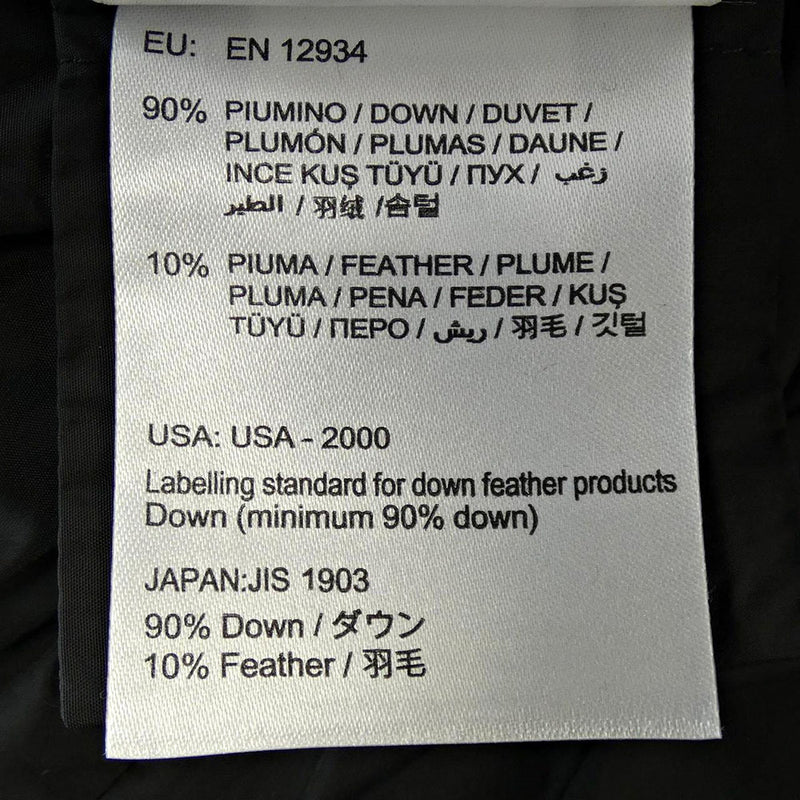 EU: EN 12934
90% PIUMINO / DOWN / DUVET /
PLUMÓN / PLUMAS / DAUNE /
INCE KUŞ TÜYÜ / ПУХ / زغب
الطير / 羽绒 / 솜털
10% PIUMA / FEATHER / PLUME /
PLUMA / PENA / FEDER / KUŞ
TÜYÜ / ПЕРО / ريش / 羽毛 / 깃털
USA: USA - 2000
Labelling standard for down feather products
Down (minimum 90% down)
JAPAN:JIS 1903
90% Down / ダウン
10% Feather / 羽毛